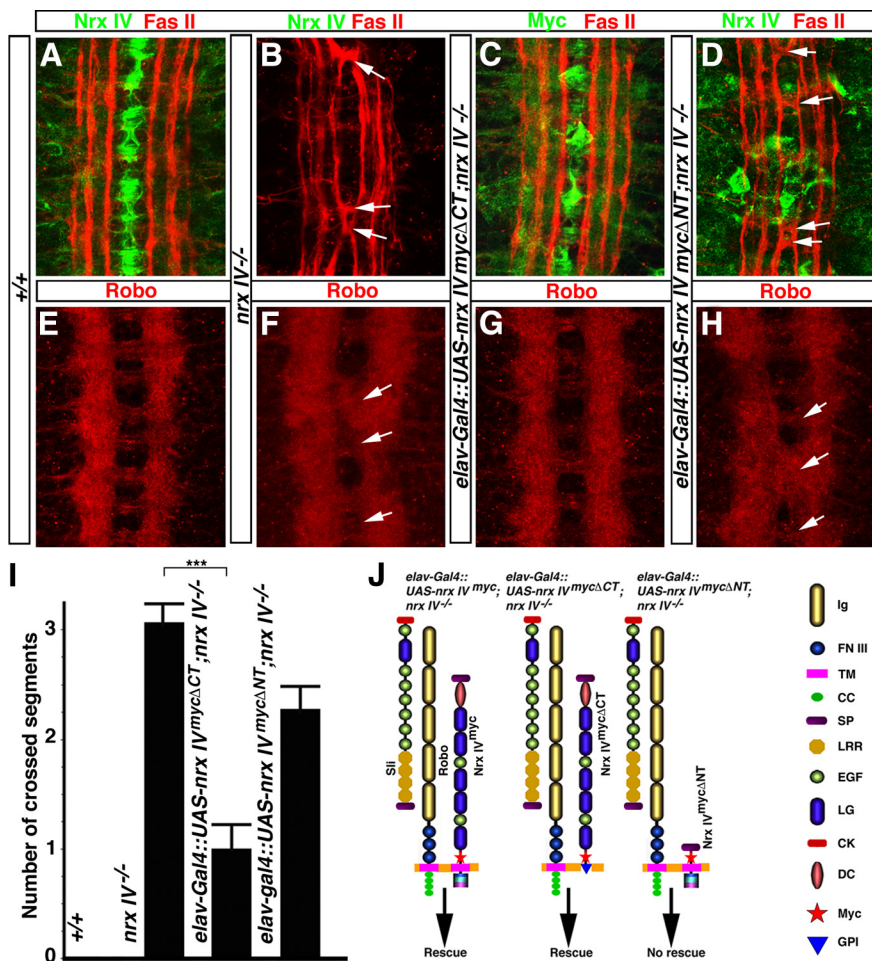 Nrx IV Fas II
Nrx IV Fas II
Myc Fas II
Nrx IV Fas II
A
B
C
D
+/+
nrx IV-/-
elav-Gal4::UAS-nrx IV mycΔCT;nrx IV -/-
elav-Gal4::UAS-nrx IV mycΔNT;nrx IV -/-
Robo
Robo
Robo
Robo
E
F
G
H
I
***
Number of crossed segments
3
2
1
0
+/+
nrx IV-/-
elav-Gal4::UAS-nrx IVmycΔCT;nrx IV-/-
elav-gal4::UAS-nrx IVmycΔNT;nrx IV-/-
J
elav-Gal4::
UAS-nrx IVmyc;
nrx IV-/-
elav-Gal4::
UAS-nrx IVmycΔCT;
nrx IV-/-
elav-Gal4::
UAS-nrx IVmycΔNT;
nrx IV-/-
Sli
Robo
Nrx IVmyc
Nrx IVmycΔCT
Nrx IVmycΔNT
Rescue
Rescue
No rescue
Ig
FN III
TM
CC
SP
LRR
EGF
LG
CK
DC
Myc
GPI